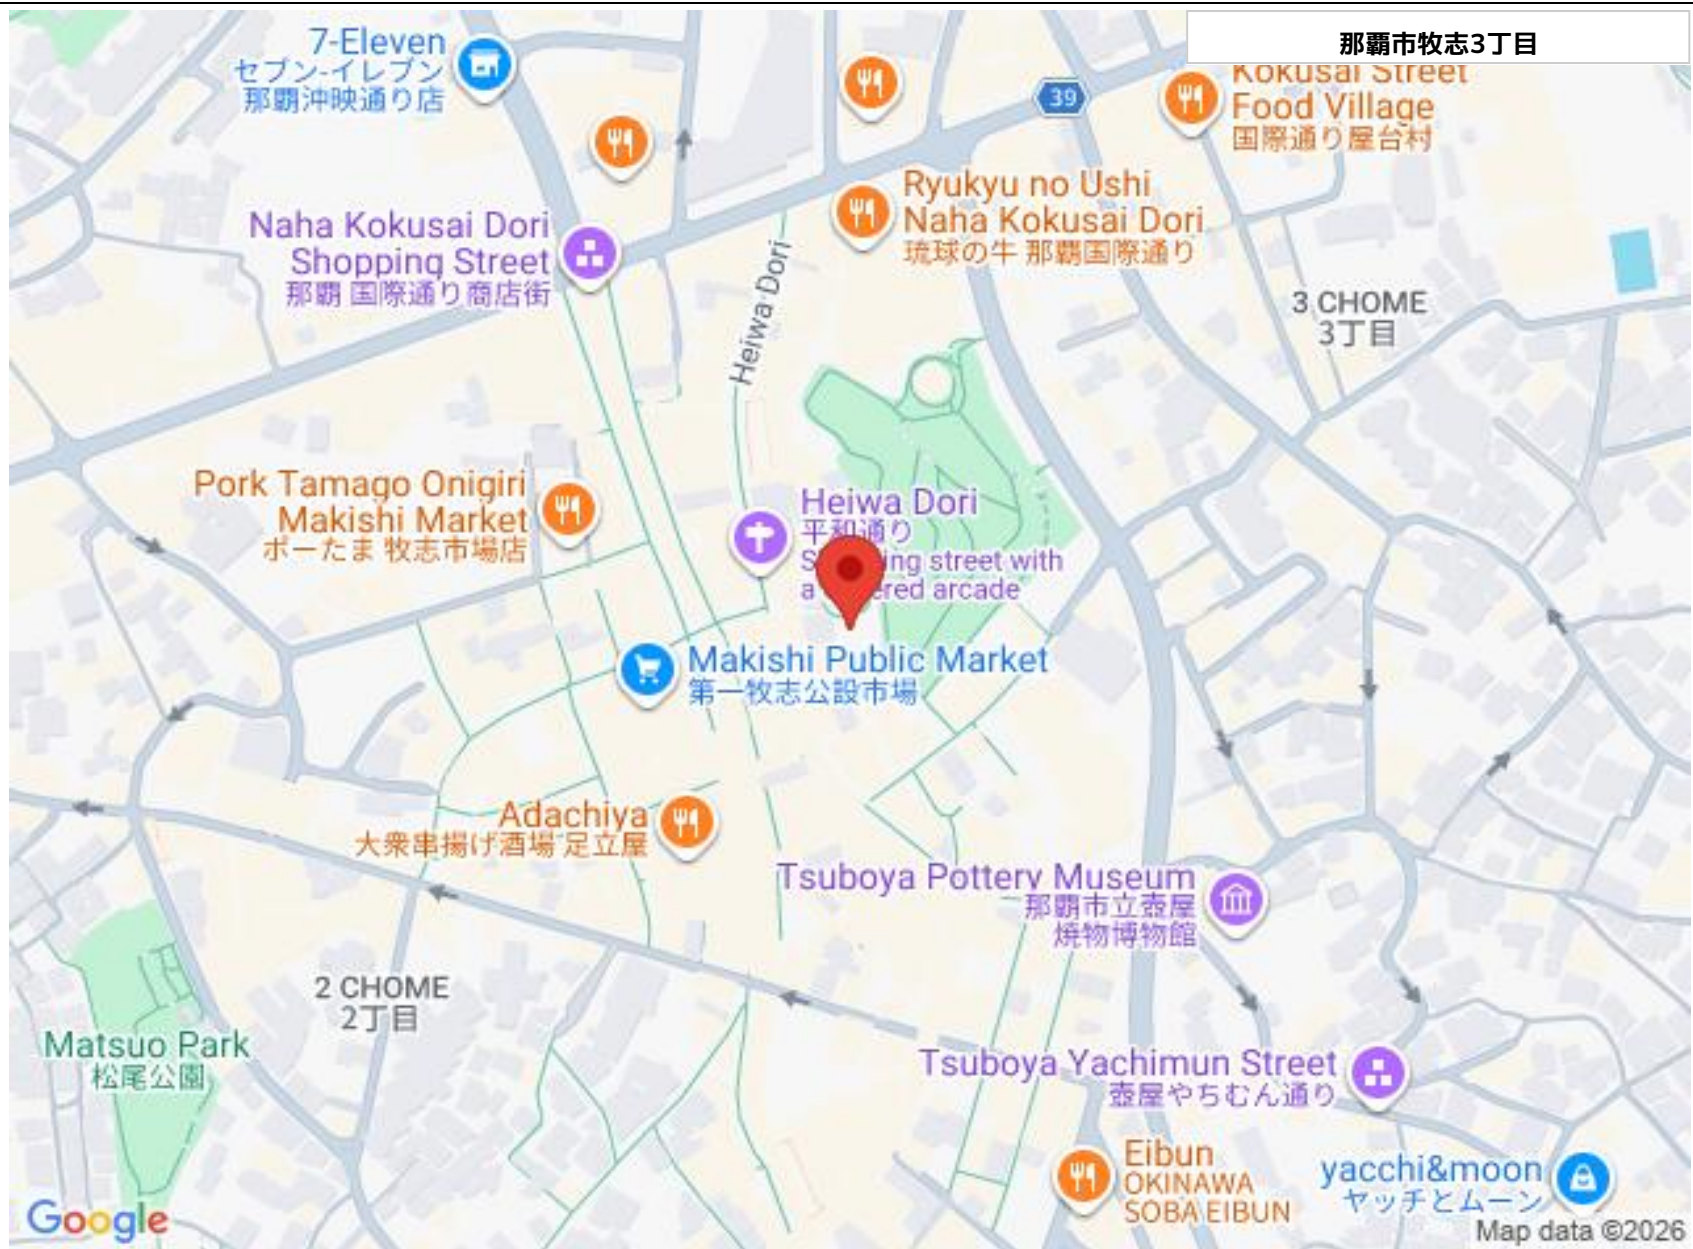 那覇市牧志3丁目
7-Eleven
セブン-イレブン
那覇沖映通り店
39
Kokusai Street
Food Village
国際通り屋台村
Ryukyu no Ushi
Naha Kokusai Dori
琉球の牛 那覇国際通り
Naha Kokusai Dori
Shopping Street
那覇 国際通り商店街
Heiwa Dori
3 CHOME
3丁目
Pork Tamago Onigiri
Makishi Market
ポーたま 牧志市場店
Heiwa Dori
平和通り
street with
arcade
Makishi Public Market
第一牧志公設市場
Adachiya
大衆串揚げ酒場 足立屋
Tsuboya Pottery Museum
那覇市立壺屋
焼物博物館
2 CHOME
2丁目
Matsuo Park
松尾公園
Tsuboya Yachimun Street
壺屋やちむん通り
Eibun
OKINAWA
SOBA EIBUN
yacchi&moon
ヤッチとムーン
Google
Map data ©2026